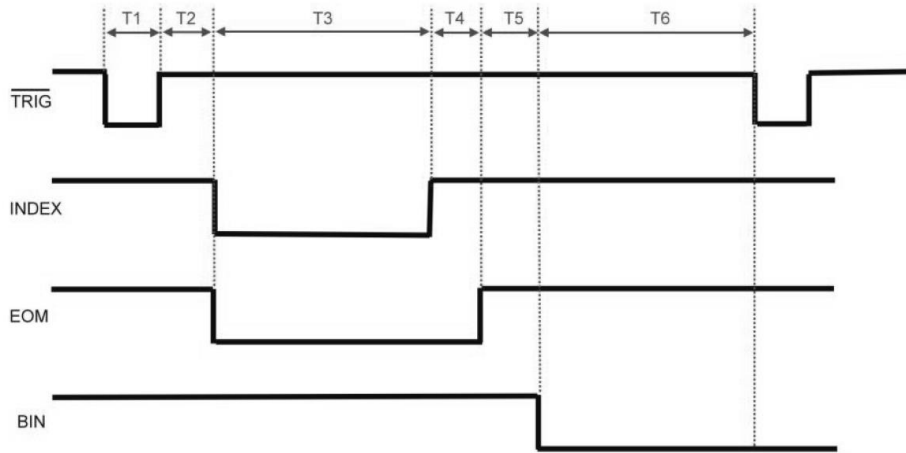 T1 T2 T3 T4 T5 T6
TRIG
INDEX
EOM
BIN